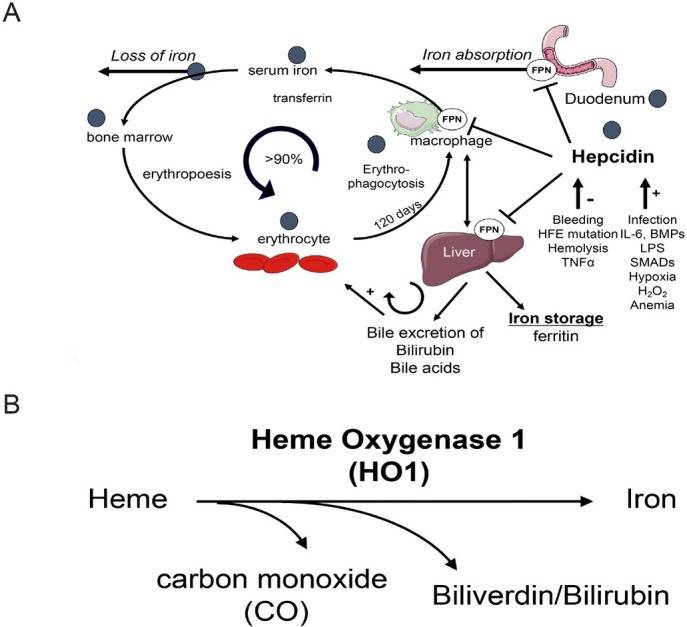 A
Loss of iron
serum iron
Iron absorption
FPN
Duodenum
transferrin
bone marrow
FPN
macrophage
Hepcidin
erythropoesis
>90%
Erythro-
phagocytosis
120 days
erythrocyte
FPN
Liver
-
+
Bleeding
HFE mutation
Hemolysis
TNFα
Infection
IL-6, BMPs
LPS
SMADs
Hypoxia
H₂O₂
Anemia
+
Bile excretion of
Bilirubin
Bile acids
Iron storage
ferritin
B
Heme Oxygenase 1
(HO1)
Heme
Iron
carbon monoxide
(CO)
Biliverdin/Bilirubin